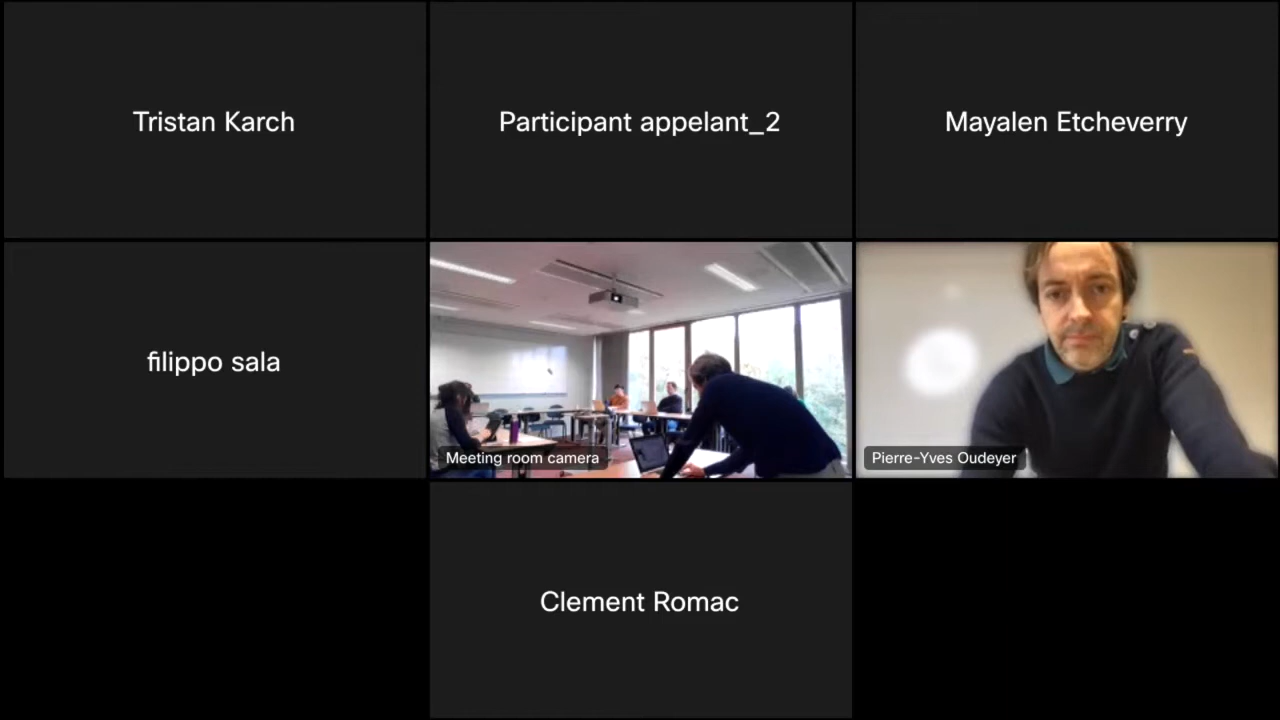 Tristan Karch
Participant appelant_2
Mayalen Etcheverry
filippo sala
Meeting room camera
Pierre-Yves Oudeyer
Clement Romac